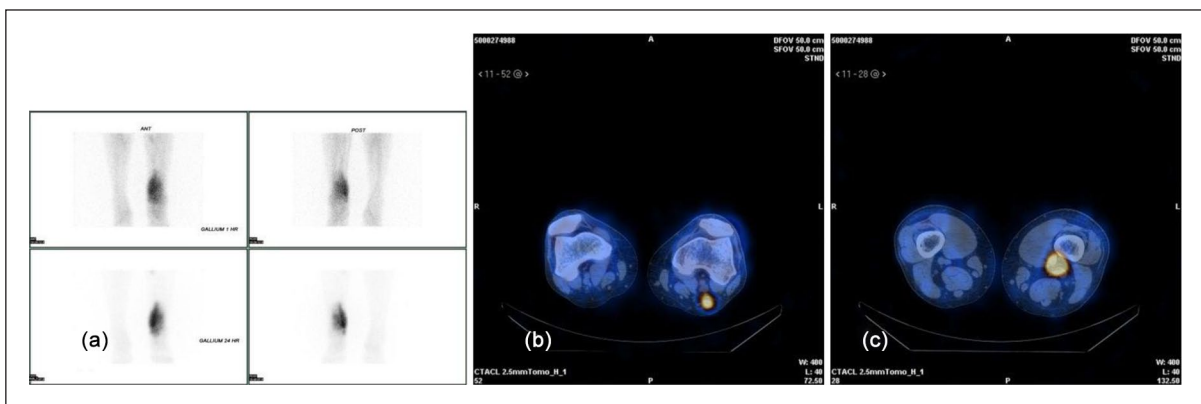 ANT
POST
GALLIUM 1 HR
GALLIUM 24 HR
(a)
5000274988
A
DFOV 50.0 cm
SFOV 50.0 cm
STND
< 11 - 52 @ >
R
L
(b)
W: 400
L: 40
CTACL 2.5mmTomo_H_1
52
P
72.50
5000274988
A
DFOV 50.0 cm
SFOV 50.0 cm
STND
< 11 - 28 @ >
R
L
(c)
W: 400
L: 40
CTACL 2.5mmTomo_H_1
28
P
132.50